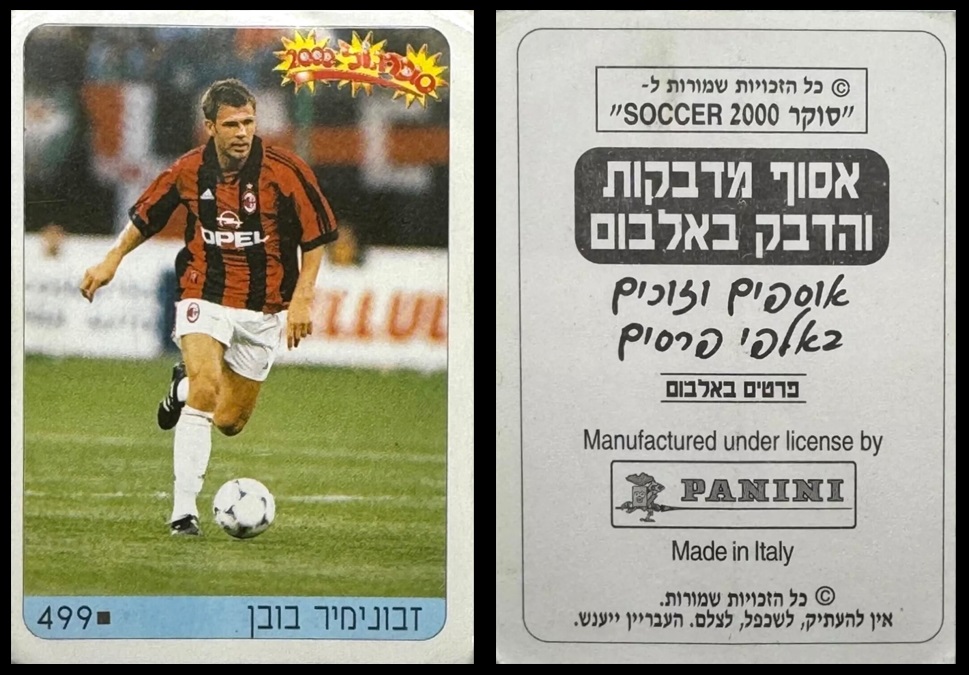 סופרגול 2000
OPEL
LLUL
זבונימיר בובן ■499
© כל הזכויות שמורות ל-
"סוקר SOCCER 2000"
אסוף מדבקות
והדבק באלבום
אוספים וזוכים
באלפי פרסים
פרטים באלבום
Manufactured under license by
PANINI
Made in Italy
© כל הזכויות שמורות.
אין להעתיק, לשכפל, לצלם. העבריין ייענש.